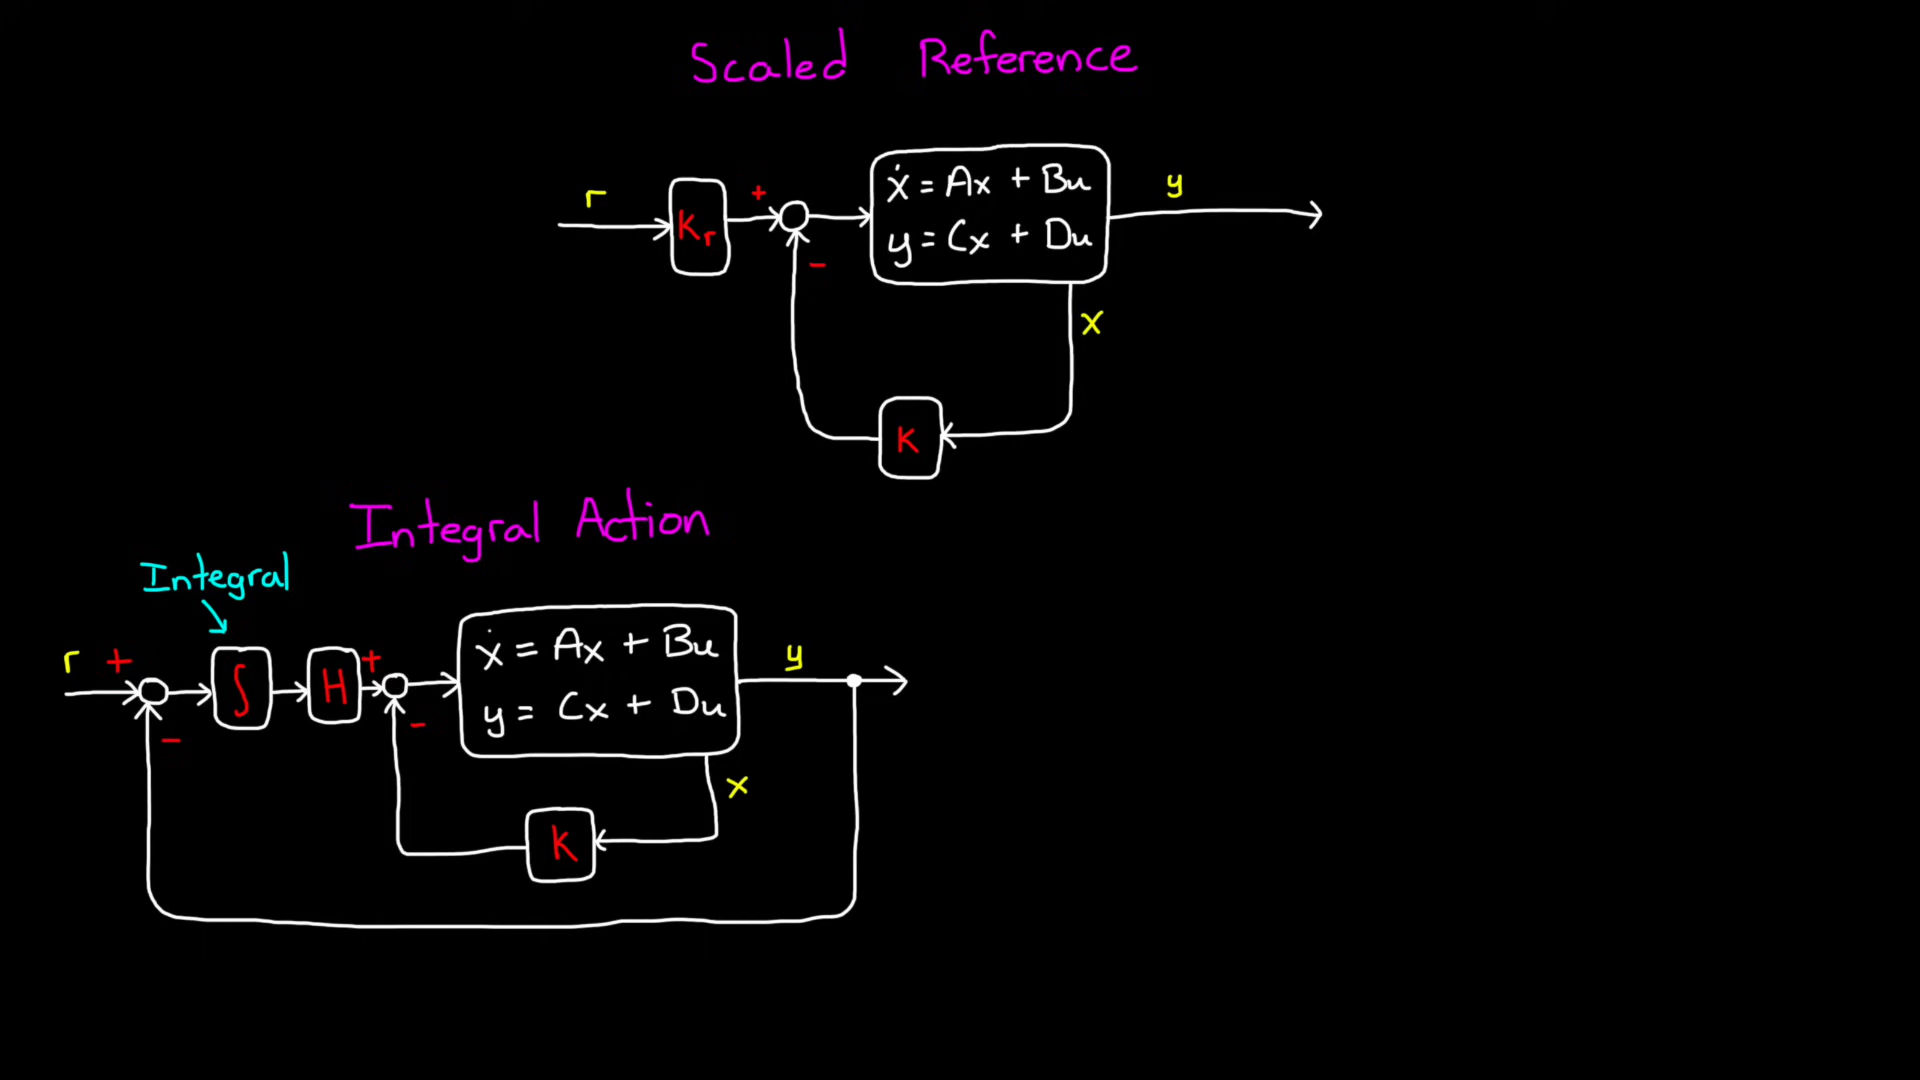 Scaled Reference
r
Kr
+
-
ẋ = Ax + Bu
y = Cx + Du
y
x
K
Integral Action
Integral
r
+
-
∫
H
+
-
ẋ = Ax + Bu
y = Cx + Du
y
x
K